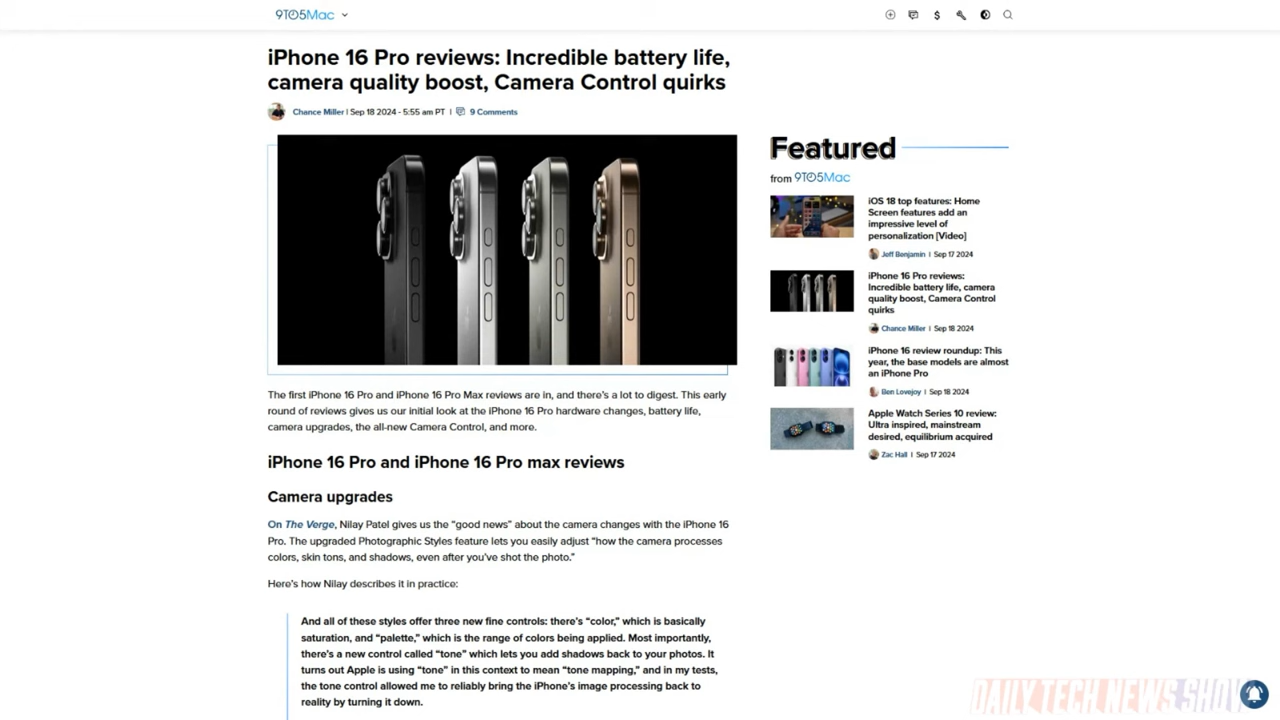 9TO5Mac
iPhone 16 Pro reviews: Incredible battery life,
camera quality boost, Camera Control quirks
Chance Miller | Sep 18 2024 - 5:55 am PT | 9 Comments
The first iPhone 16 Pro and iPhone 16 Pro Max reviews are in, and there's a lot to digest. This early
round of reviews gives us our initial look at the iPhone 16 Pro hardware changes, battery life,
camera upgrades, the all-new Camera Control, and more.
iPhone 16 Pro and iPhone 16 Pro max reviews
Camera upgrades
On The Verge, Nilay Patel gives us the “good news” about the camera changes with the iPhone 16
Pro. The upgraded Photographic Styles feature lets you easily adjust “how the camera processes
colors, skin tons, and shadows, even after you've shot the photo.”
Here's how Nilay describes it in practice:
And all of these styles offer three new fine controls: there's “color,” which is basically
saturation, and “palette,” which is the range of colors being applied. Most importantly,
there's a new control called “tone” which lets you add shadows back to your photos. It
turns out Apple is using “tone” in this context to mean “tone mapping,” and in my tests,
the tone control allowed me to reliably bring the iPhone's image processing back to
reality by turning it down.
Featured
from 9TO5Mac
iOS 18 top features: Home
Screen features add an
impressive level of
personalization [Video]
Jeff Benjamin | Sep 17 2024
iPhone 16 Pro reviews:
Incredible battery life, camera
quality boost, Camera Control
quirks
Chance Miller | Sep 18 2024
iPhone 16 review roundup: This
year, the base models are almost
an iPhone Pro
Ben Lovejoy | Sep 18 2024
Apple Watch Series 10 review:
Ultra inspired, mainstream
desired, equilibrium acquired
Zac Hall | Sep 17 2024
DAILY TECH NEWS SHOW